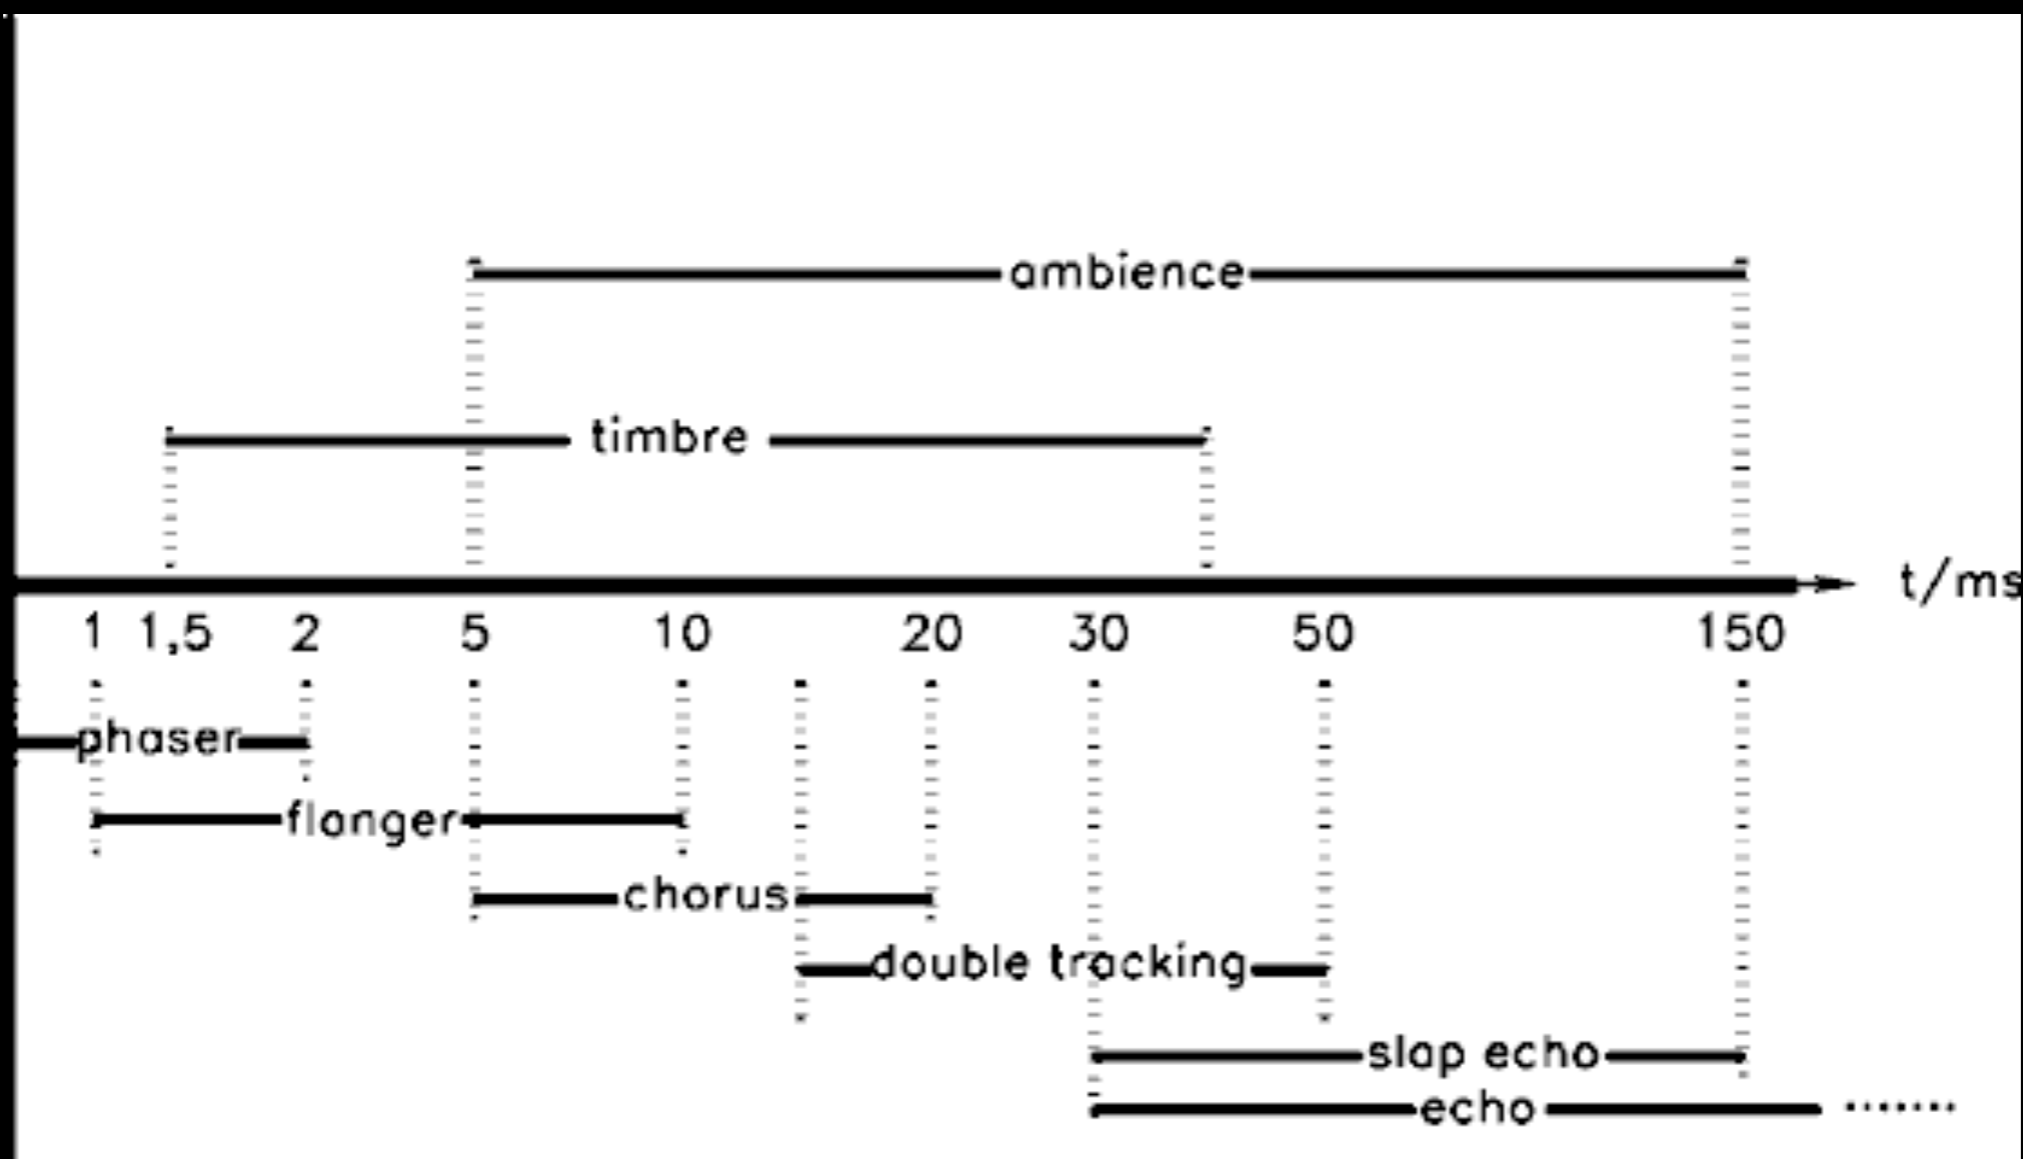 ambience
timbre
t/ms
1 1,5 2 5 10 20 30 50 150
phaser
flanger
chorus
double tracking
slap echo
echo